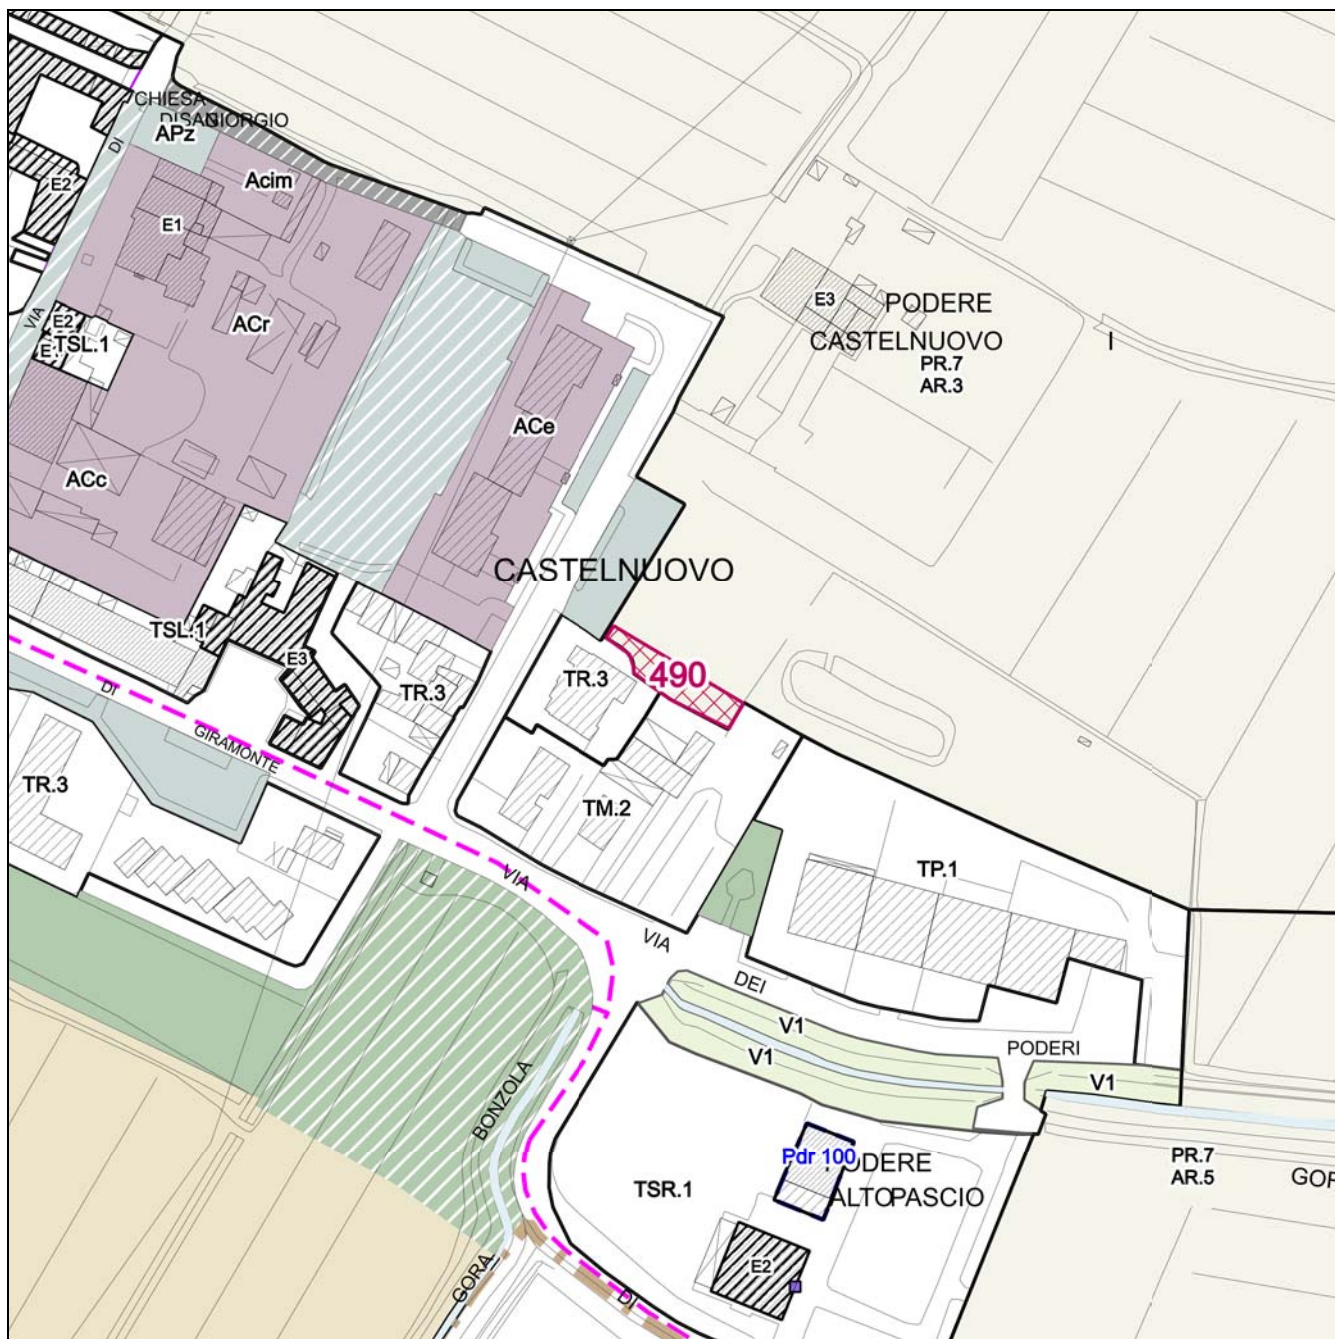 CHIESA
DI SAN GIORGIO
APz
DI
Acim
E2
E1
E3
PODERE
CASTELNUOVO
PR.7
AR.3
I
VIA
E2
E
TSL.1
ACr
ACe
ACc
CASTELNUOVO
TSL.1
E3
TR.3
TR.3
490
DI
GIRAMONTE
TR.3
TM.2
VIA
TP.1
VIA
DEI
V1
V1
PODERI
V1
BONZOLA
Pdr 100
PODERE
ALTOPASCIO
TSR.1
PR.7
AR.5
GOR
E2
GORA
DI